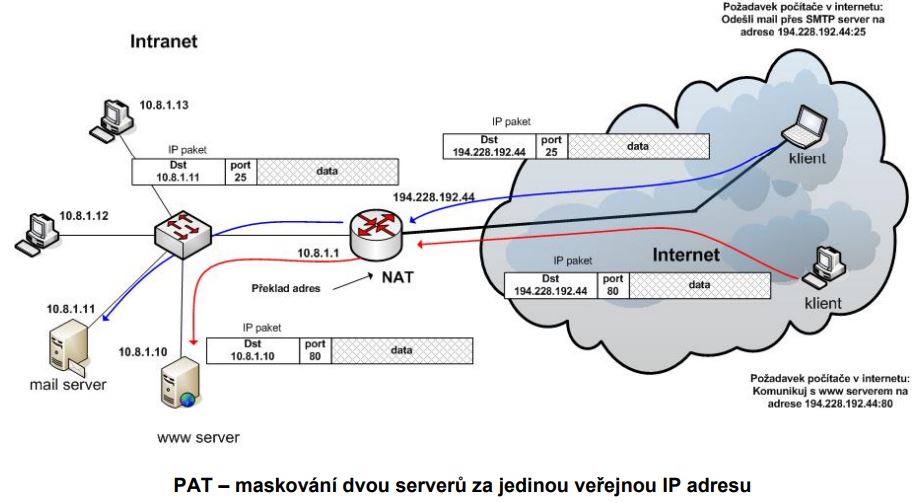 Požadavek počítače v internetu:
Odešli mail přes SMTP server na
adrese 194.228.192.44:25
Intranet
10.8.1.13
IP paket
Dst
10.8.1.11
port
25
data
IP paket
Dst
194.228.192.44
port
25
data
klient
194.228.192.44
10.8.1.12
10.8.1.1
NAT
Překlad adres
Internet
IP paket
Dst
194.228.192.44
port
80
data
klient
10.8.1.11
mail server
10.8.1.10
www server
IP paket
Dst
10.8.1.10
port
80
data
Požadavek počítače v internetu:
Komunikuj s www serverem na
adrese 194.228.192.44:80
PAT – maskování dvou serverů za jedinou veřejnou IP adresu